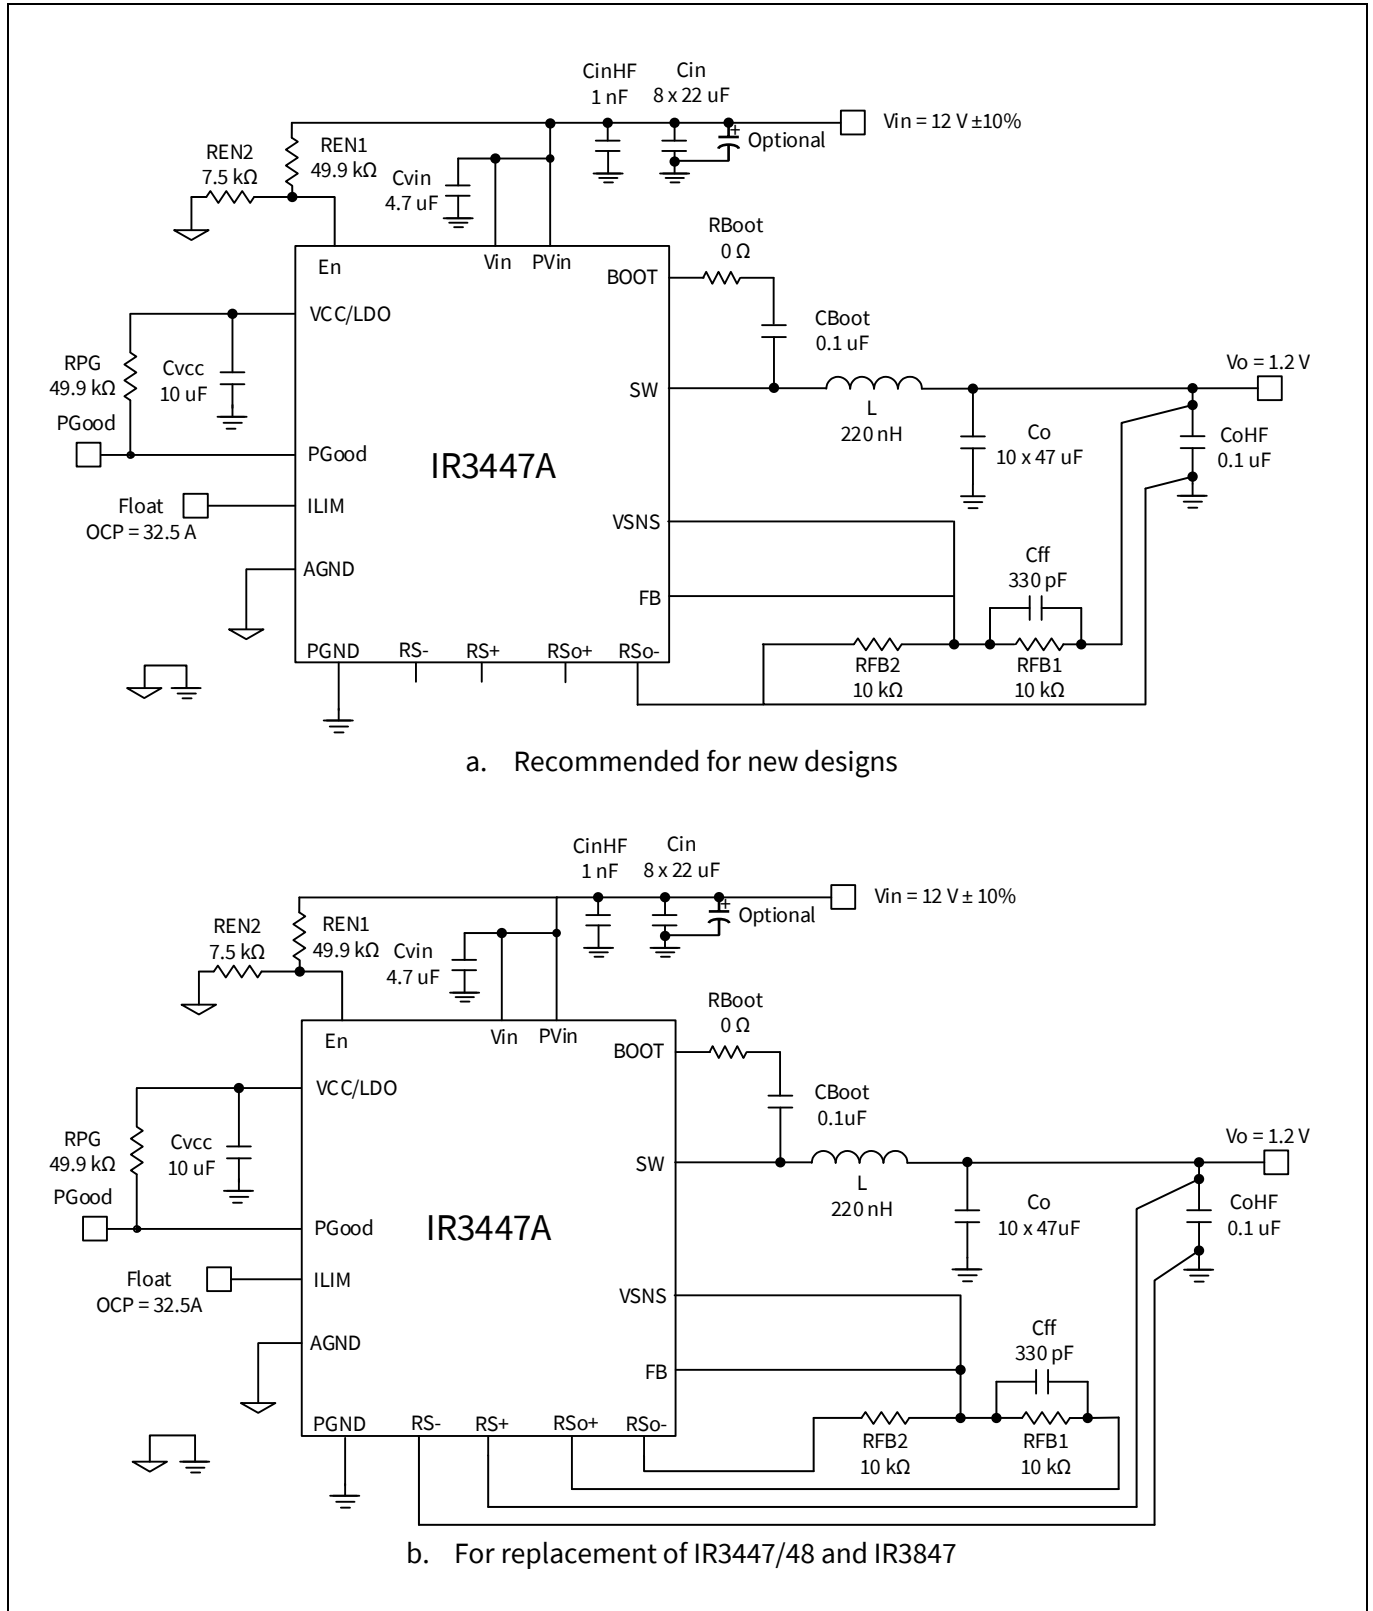 CinHF
1 nF
Cin
8 x 22 uF
Optional
Vin = 12 V ±10%
REN2
7.5 kΩ
REN1
49.9 kΩ
Cvin
4.7 uF
RBoot
0 Ω
En
Vin
PVin
BOOT
VCC/LDO
CBoot
0.1 uF
RPG
49.9 kΩ
Cvcc
10 uF
Vo = 1.2 V
SW
L
220 nH
PGood
PGood
IR3447A
Co
10 x 47 uF
CoHF
0.1 uF
Float
OCP = 32.5 A
ILIM
VSNS
AGND
FB
Cff
330 pF
PGND
RS-
RS+
RSo+
RSo-
RFB2
10 kΩ
RFB1
10 kΩ
a. Recommended for new designs
CinHF
1 nF
Cin
8 x 22 uF
Optional
Vin = 12 V ± 10%
REN2
7.5 kΩ
REN1
49.9 kΩ
Cvin
4.7 uF
RBoot
0 Ω
En
Vin
PVin
BOOT
VCC/LDO
CBoot
0.1uF
RPG
49.9 kΩ
Cvcc
10 uF
Vo = 1.2 V
SW
L
220 nH
PGood
PGood
IR3447A
Co
10 x 47uF
CoHF
0.1 uF
Float
OCP = 32.5A
ILIM
VSNS
AGND
FB
Cff
330 pF
PGND
RS-
RS+
RSo+
RSo-
RFB2
10 kΩ
RFB1
10 kΩ
b. For replacement of IR3447/48 and IR3847